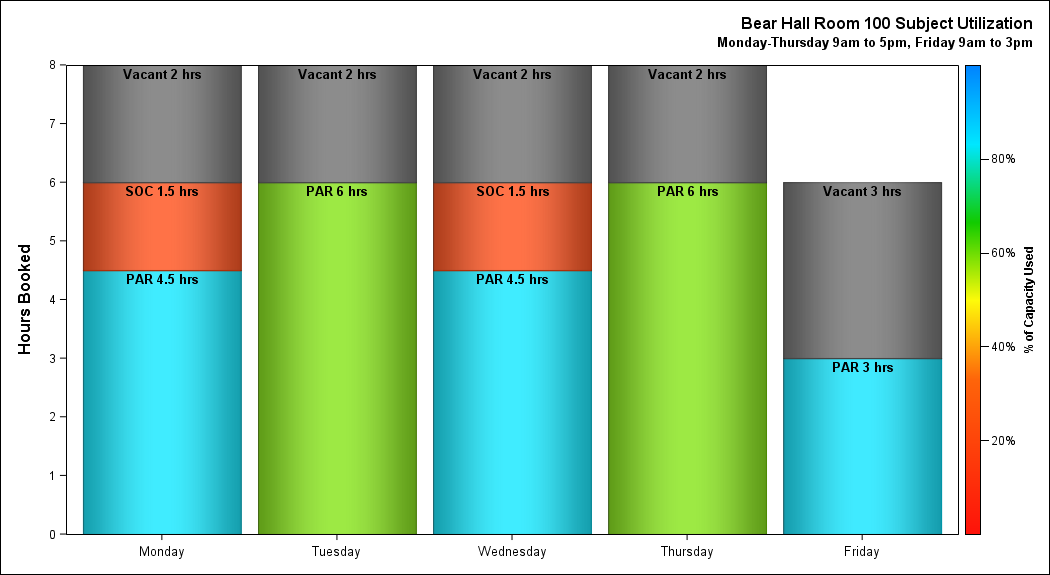 Bear Hall Room 100 Subject Utilization
Monday-Thursday 9am to 5pm, Friday 9am to 3pm
Hours Booked
8
7
6
5
4
3
2
1
0
Vacant 2 hrs
SOC 1.5 hrs
PAR 4.5 hrs
Vacant 2 hrs
PAR 6 hrs
Vacant 2 hrs
SOC 1.5 hrs
PAR 4.5 hrs
Vacant 2 hrs
PAR 6 hrs
Vacant 3 hrs
PAR 3 hrs
Monday Tuesday Wednesday Thursday Friday
80%
60%
40%
20%
% of Capacity Used